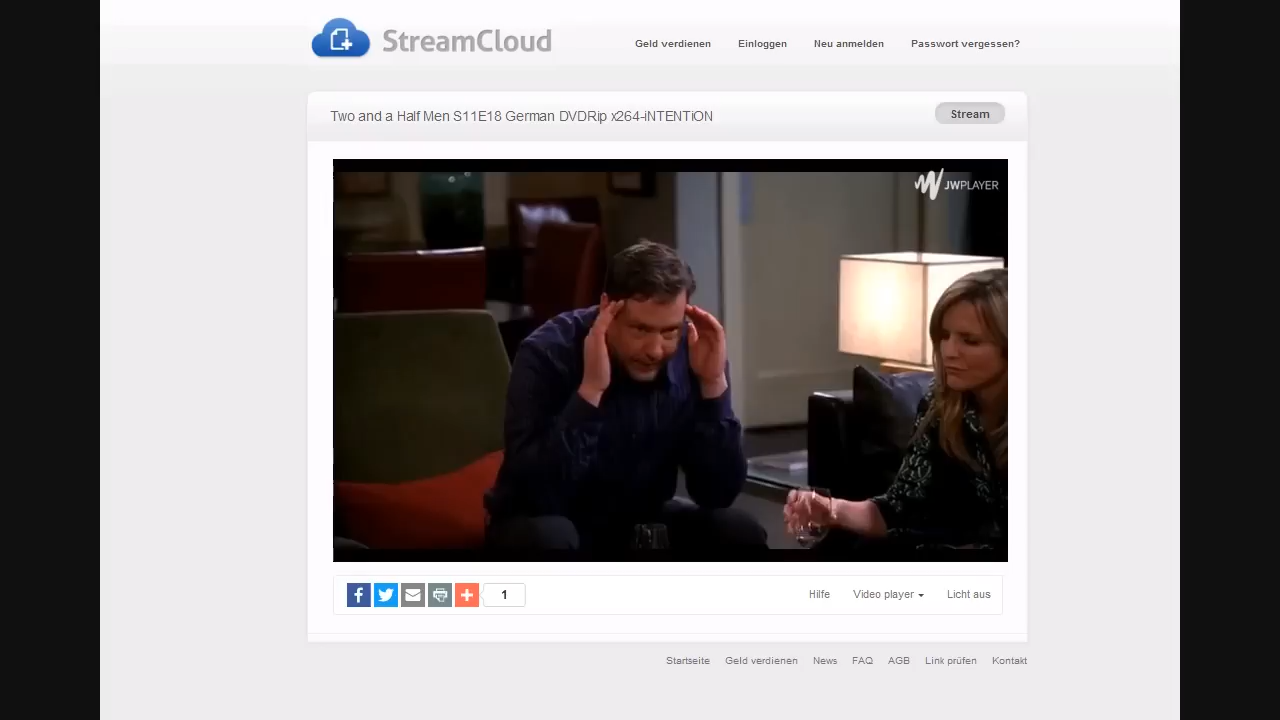 StreamCloud
Geld verdienen Einloggen Neu anmelden Passwort vergessen?
Two and a Half Men S11E18 German DVDRip x264-iNTENTiON
Stream
JWPLAYER
1
Hilfe Video player Licht aus
Startseite Geld verdienen News FAQ AGB Link prüfen Kontakt